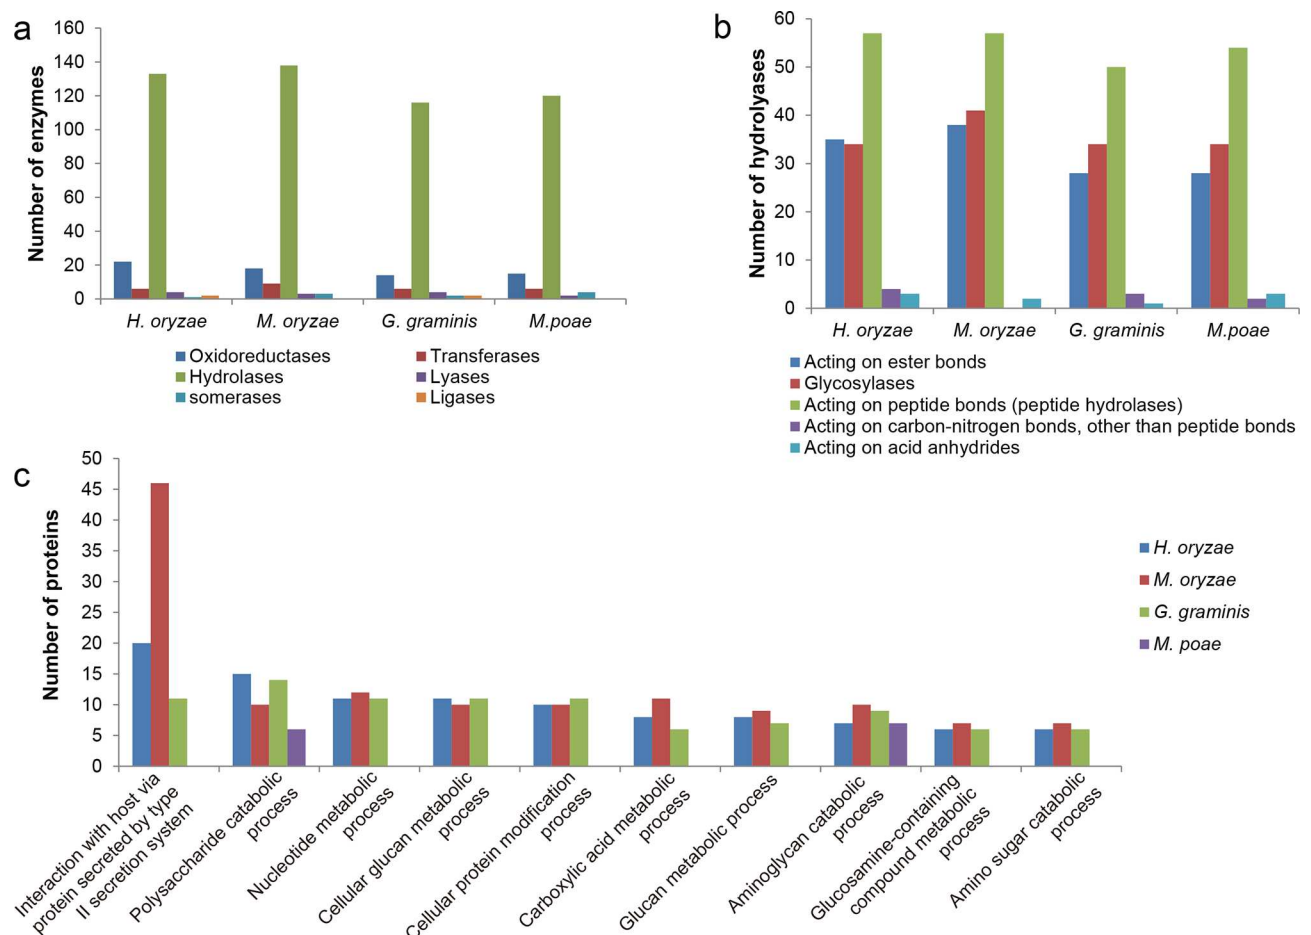 a
Number of enzymes
160
140
120
100
80
60
40
20
0
H. oryzae
M. oryzae
G. graminis
M.poae
Oxidoreductases
Transferases
Hydrolases
Lyases
somerases
Ligases
b
Number of hydrolyases
60
50
40
30
20
10
0
H. oryzae
M. oryzae
G. graminis
M.poae
Acting on ester bonds
Glycosylases
Acting on peptide bonds (peptide hydrolases)
Acting on carbon-nitrogen bonds, other than peptide bonds
Acting on acid anhydrides
c
Number of proteins
50
45
40
35
30
25
20
15
10
5
0
Interaction with host via
protein secreted by type
II secretion system
Polysaccharide catabolic
process
Nucleotide metabolic
process
Cellular glucan metabolic
process
Cellular protein modification
process
Carboxylic acid metabolic
process
Glucan metabolic process
Aminoglycan catabolic
process
Glucosamine-containing
compound metabolic
process
Amino sugar catabolic
process
H. oryzae
M. oryzae
G. graminis
M. poae